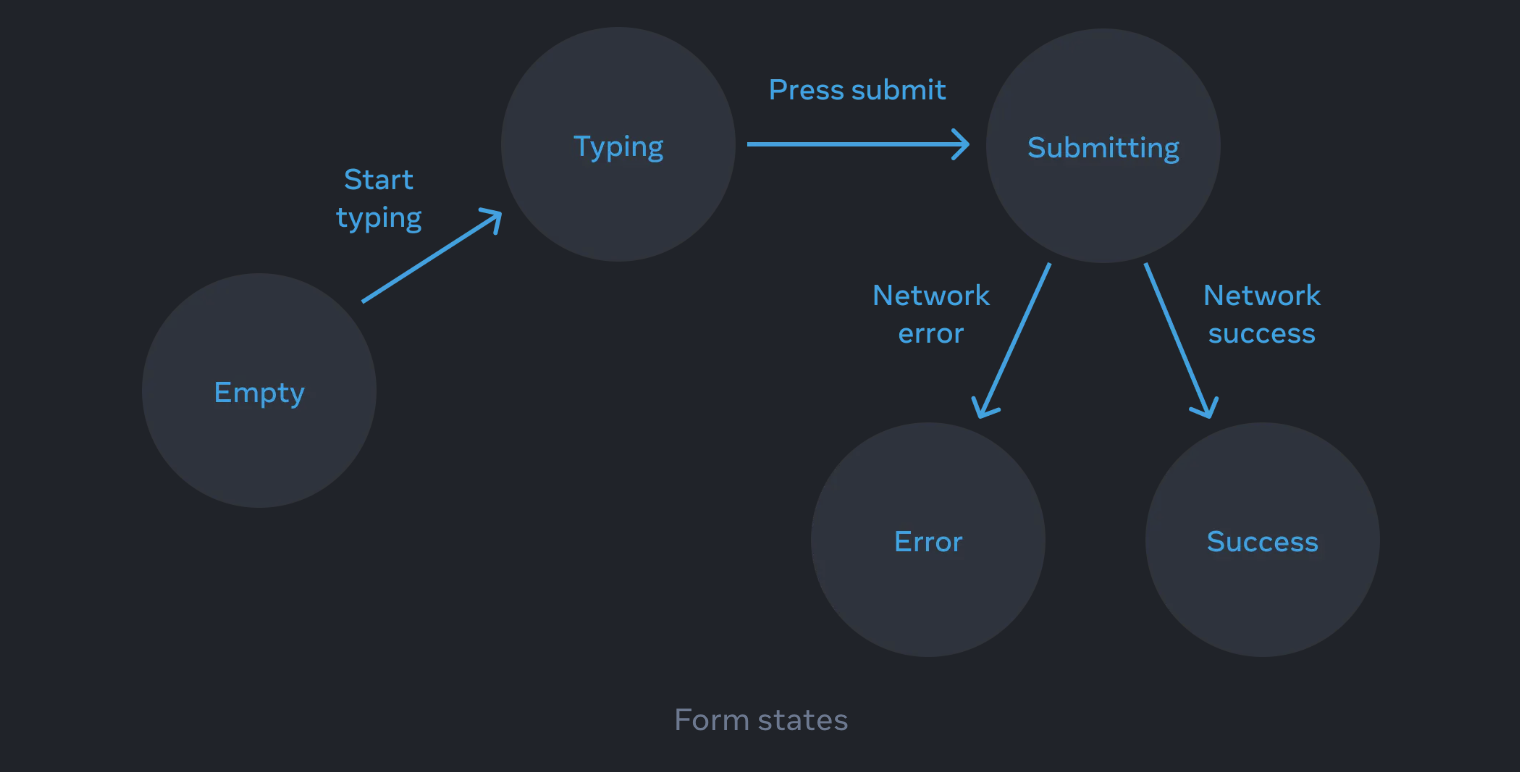 Press submit
Typing
Submitting
Start
typing
Network
error
Network
success
Empty
Error
Success
Form states